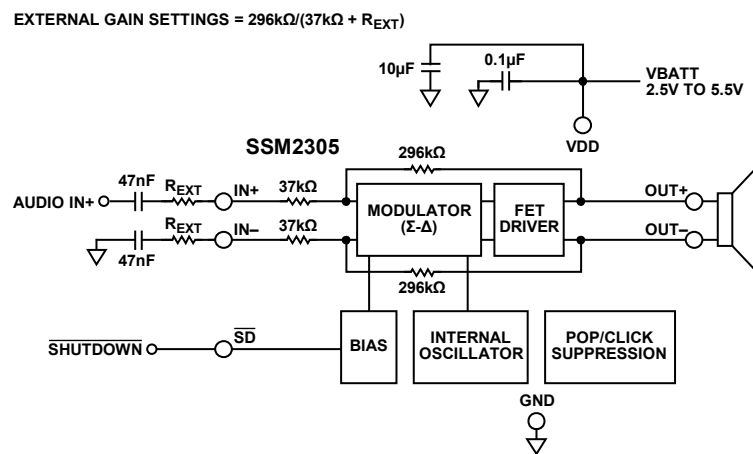 EXTERNAL GAIN SETTINGS = 296kΩ/(37kΩ + REXT)
10µF
0.1µF
VBATT
2.5V TO 5.5V
VDD
SSM2305
296kΩ
47nF
REXT
IN+
37kΩ
AUDIO IN+
MODULATOR
(Σ-Δ)
FET
DRIVER
OUT+
REXT
IN–
37kΩ
OUT–
47nF
296kΩ
SHUTDOWN
SD
BIAS
INTERNAL
OSCILLATOR
POP/CLICK
SUPPRESSION
GND